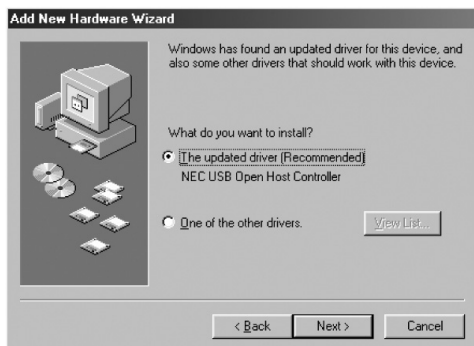 Add New Hardware Wizard
Windows has found an updated driver for this device, and
also some other drivers that should work with this device.
What do you want to install?
The updated driver (Recommended)
NEC USB Open Host Controller
One of the other drivers.
View List...
< Back
Next >
Cancel